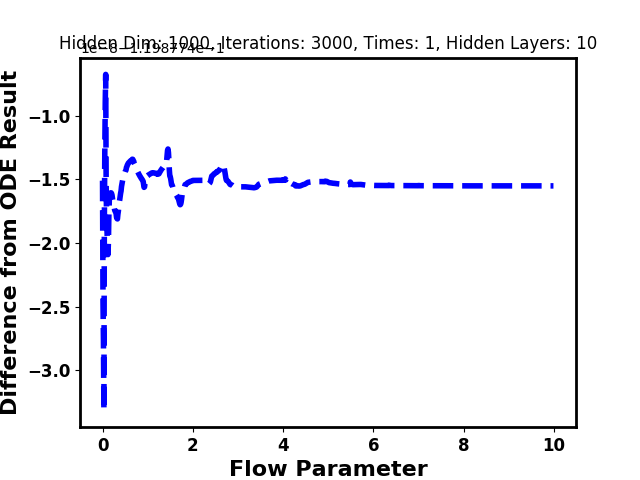 Hidden Dim: 1000, Iterations: 3000, Times: 1, Hidden Layers: 10
1e−8−1.198774e−1
Difference from ODE Result
−1.0
−1.5
−2.0
−2.5
−3.0
0 2 4 6 8 10
Flow Parameter